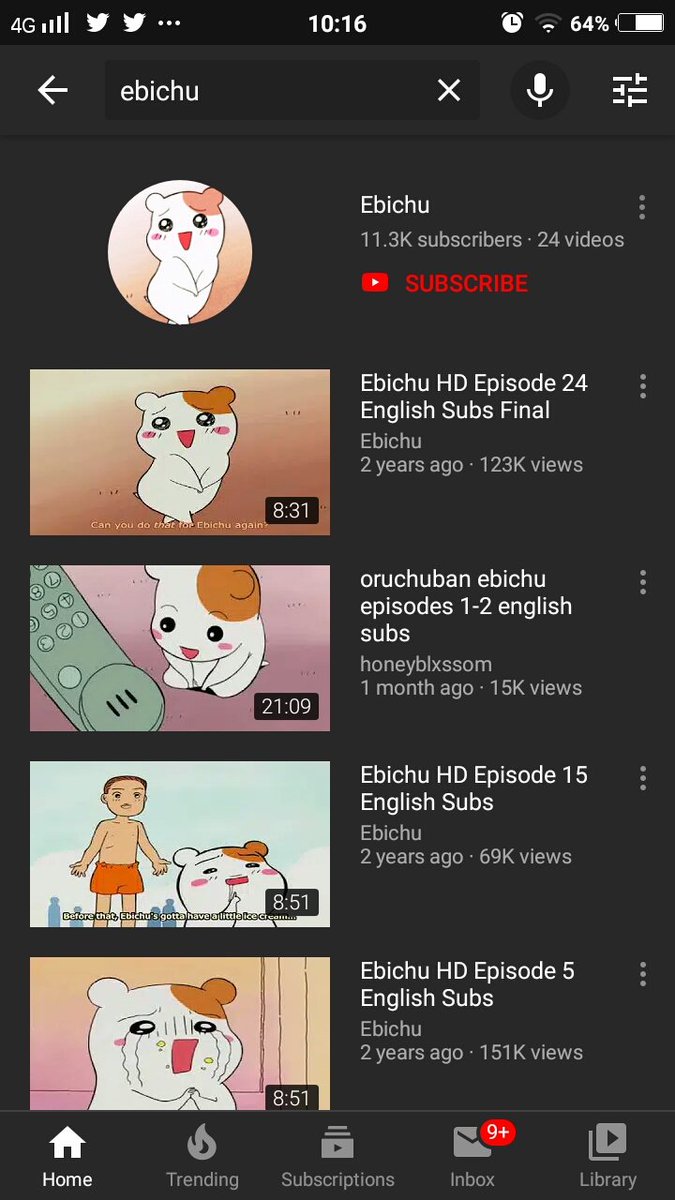 4G 10:16 64%
ebichu
Ebichu
11.3K subscribers · 24 videos
SUBSCRIBE
Ebichu HD Episode 24
English Subs Final
Ebichu
2 years ago · 123K views
Can you do that for Ebichu again?
8:31
oruchuban ebichu
episodes 1-2 english
subs
honeyblxssom
1 month ago · 15K views
21:09
Ebichu HD Episode 15
English Subs
Ebichu
2 years ago · 69K views
8:51
Before that, Ebichu's gotta have a little ice cream...
Ebichu HD Episode 5
English Subs
Ebichu
2 years ago · 151K views
8:51
9+
Home Trending Subscriptions Inbox Library